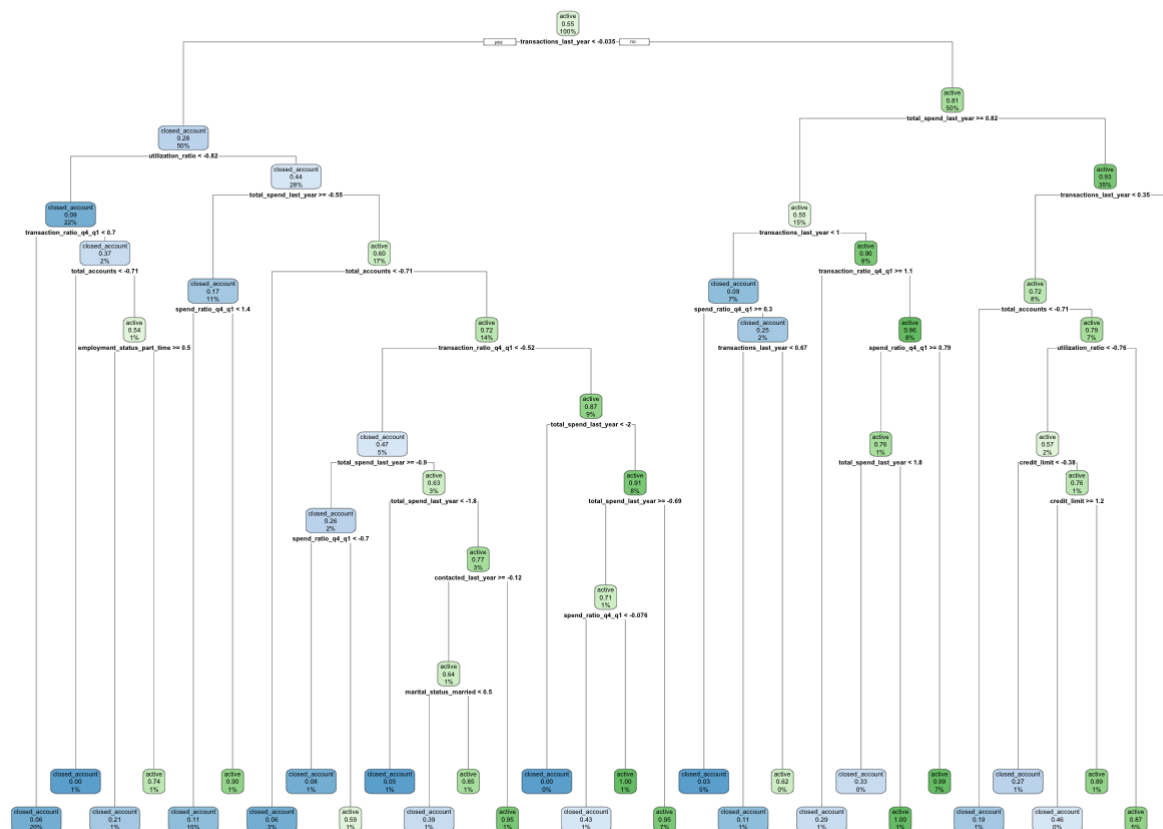 active
0.55
100%
yes transactions_last_year < -0.035 no
active
0.81
50%
total_spend_last_year >= 0.82
closed_account
0.28
50%
utilization_ratio < -0.82
closed_account
0.44
28%
total_spend_last_year >= -0.55
active
0.93
35%
transactions_last_year < 0.35
closed_account
0.09
22%
transaction_ratio_q4_q1 < 0.7
active
0.55
15%
transactions_last_year < 1
closed_account
0.37
2%
total_accounts < -0.71
active
0.60
17%
total_accounts < -0.71
active
0.90
9%
transaction_ratio_q4_q1 >= 1.1
closed_account
0.17
11%
spend_ratio_q4_q1 < 1.4
closed_account
0.09
7%
spend_ratio_q4_q1 >= 0.3
active
0.72
8%
total_accounts < -0.71
active
0.54
1%
employment_status_part_time >= 0.5
active
0.72
14%
transaction_ratio_q4_q1 < -0.52
closed_account
0.25
2%
transactions_last_year < 0.67
active
0.96
8%
spend_ratio_q4_q1 >= 0.79
active
0.79
7%
utilization_ratio < -0.76
active
0.87
9%
total_spend_last_year < -2
closed_account
0.47
5%
total_spend_last_year >= -0.9
active
0.76
1%
total_spend_last_year < 1.8
active
0.57
2%
credit_limit < -0.38
active
0.63
3%
total_spend_last_year < -1.8
active
0.91
8%
total_spend_last_year >= -0.69
active
0.76
1%
credit_limit >= 1.2
closed_account
0.26
2%
spend_ratio_q4_q1 < -0.7
active
0.77
3%
contacted_last_year >= -0.12
active
0.71
1%
spend_ratio_q4_q1 < -0.076
active
0.64
1%
marital_status_married < 0.5
closed_account
0.00
1%
active
0.74
1%
active
0.98
1%
closed_account
0.08
1%
closed_account
0.05
1%
active
0.85
1%
closed_account
0.00
0%
active
1.00
1%
closed_account
0.03
5%
active
0.62
0%
closed_account
0.33
0%
active
0.99
7%
closed_account
0.27
1%
active
0.89
1%
closed_account
0.06
20%
closed_account
0.21
1%
closed_account
0.11
10%
closed_account
0.06
3%
active
0.59
1%
closed_account
0.39
1%
active
0.95
1%
closed_account
0.43
1%
active
0.95
7%
closed_account
0.11
1%
closed_account
0.29
1%
active
1.00
1%
closed_account
0.19
1%
closed_account
0.46
0%
active
0.87
5%